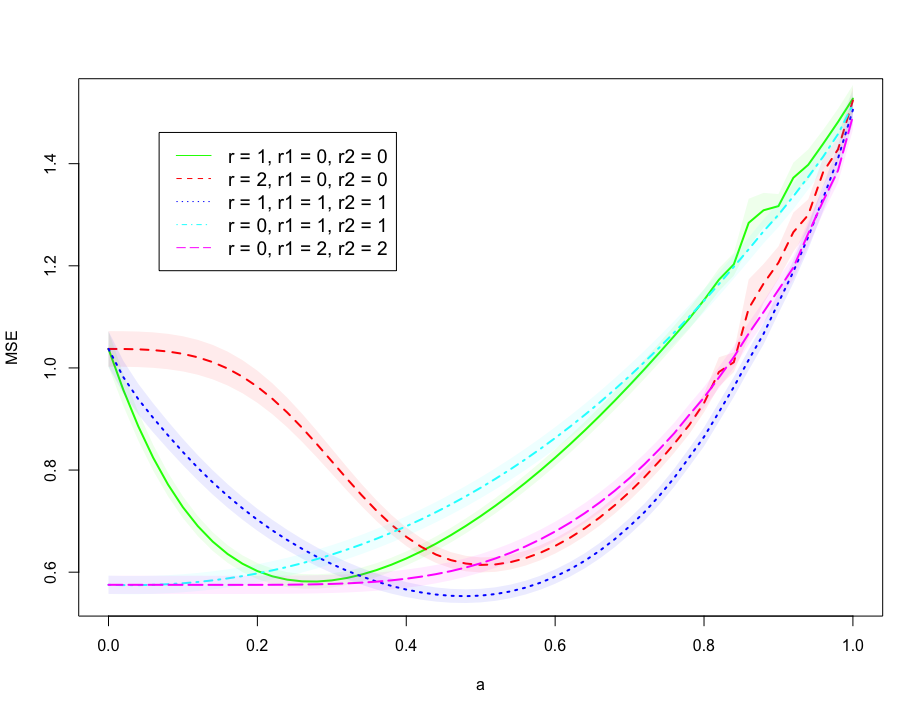 r = 1, r1 = 0, r2 = 0
r = 2, r1 = 0, r2 = 0
r = 1, r1 = 1, r2 = 1
r = 0, r1 = 1, r2 = 1
r = 0, r1 = 2, r2 = 2
MSE
1.4
1.2
1.0
0.8
0.6
0.0 0.2 0.4 0.6 0.8 1.0
a